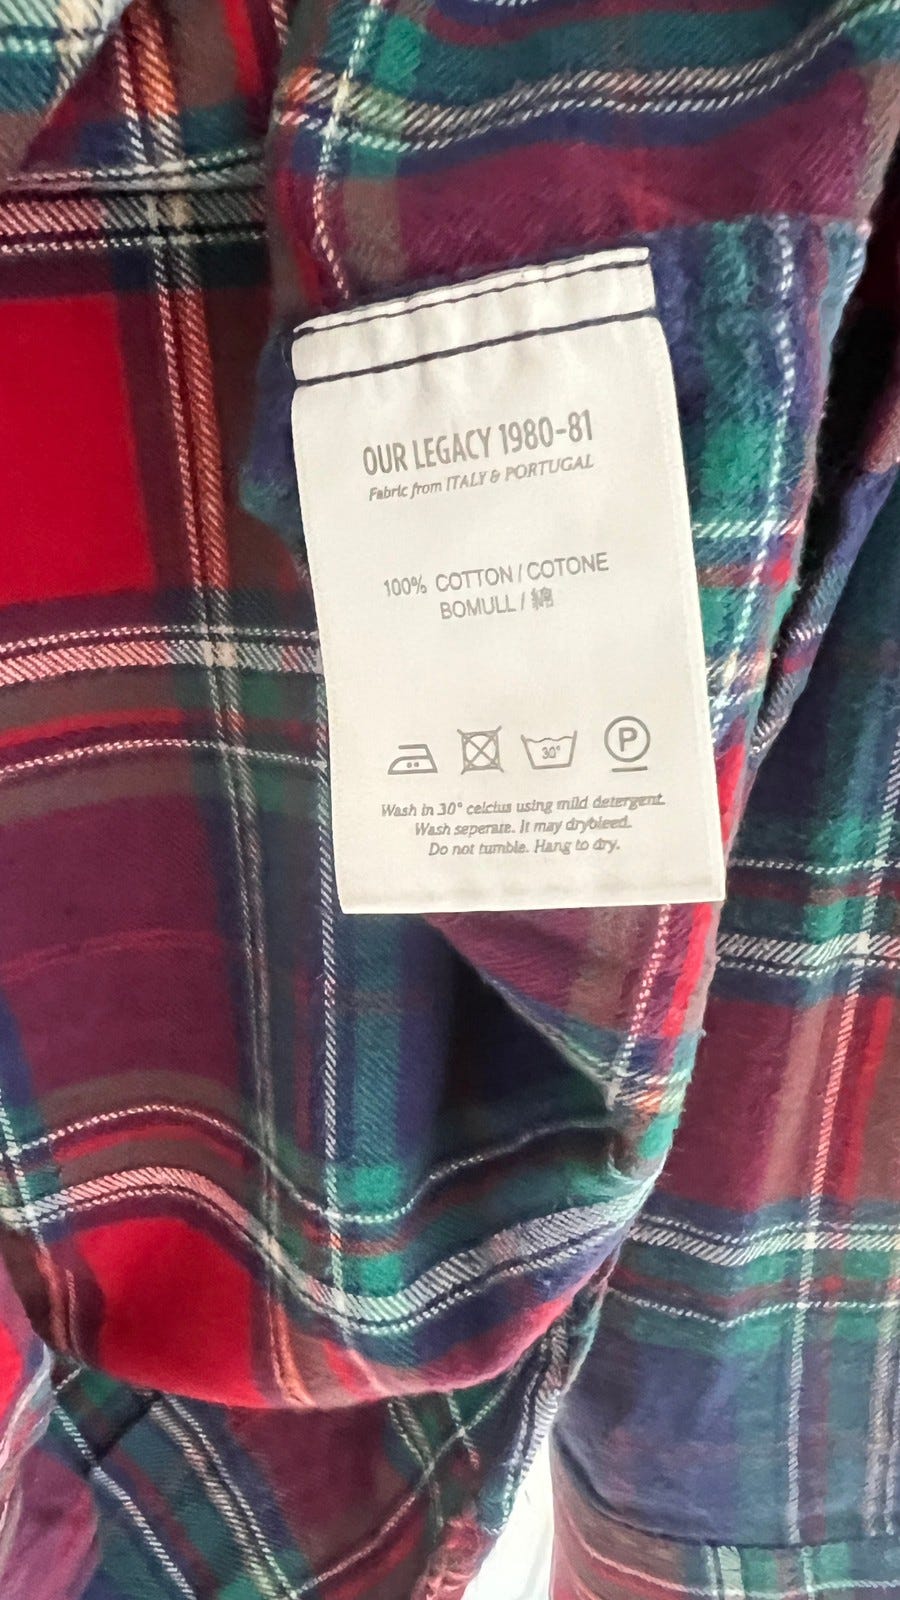 OUR LEGACY 1980-81
Fabric from ITALY & PORTUGAL
100% COTTON / COTONE
BOMULL / 綿
30°
P
Wash in 30° celcius using mild detergent.
Wash seperate. It may drybleed.
Do not tumble. Hang to dry.